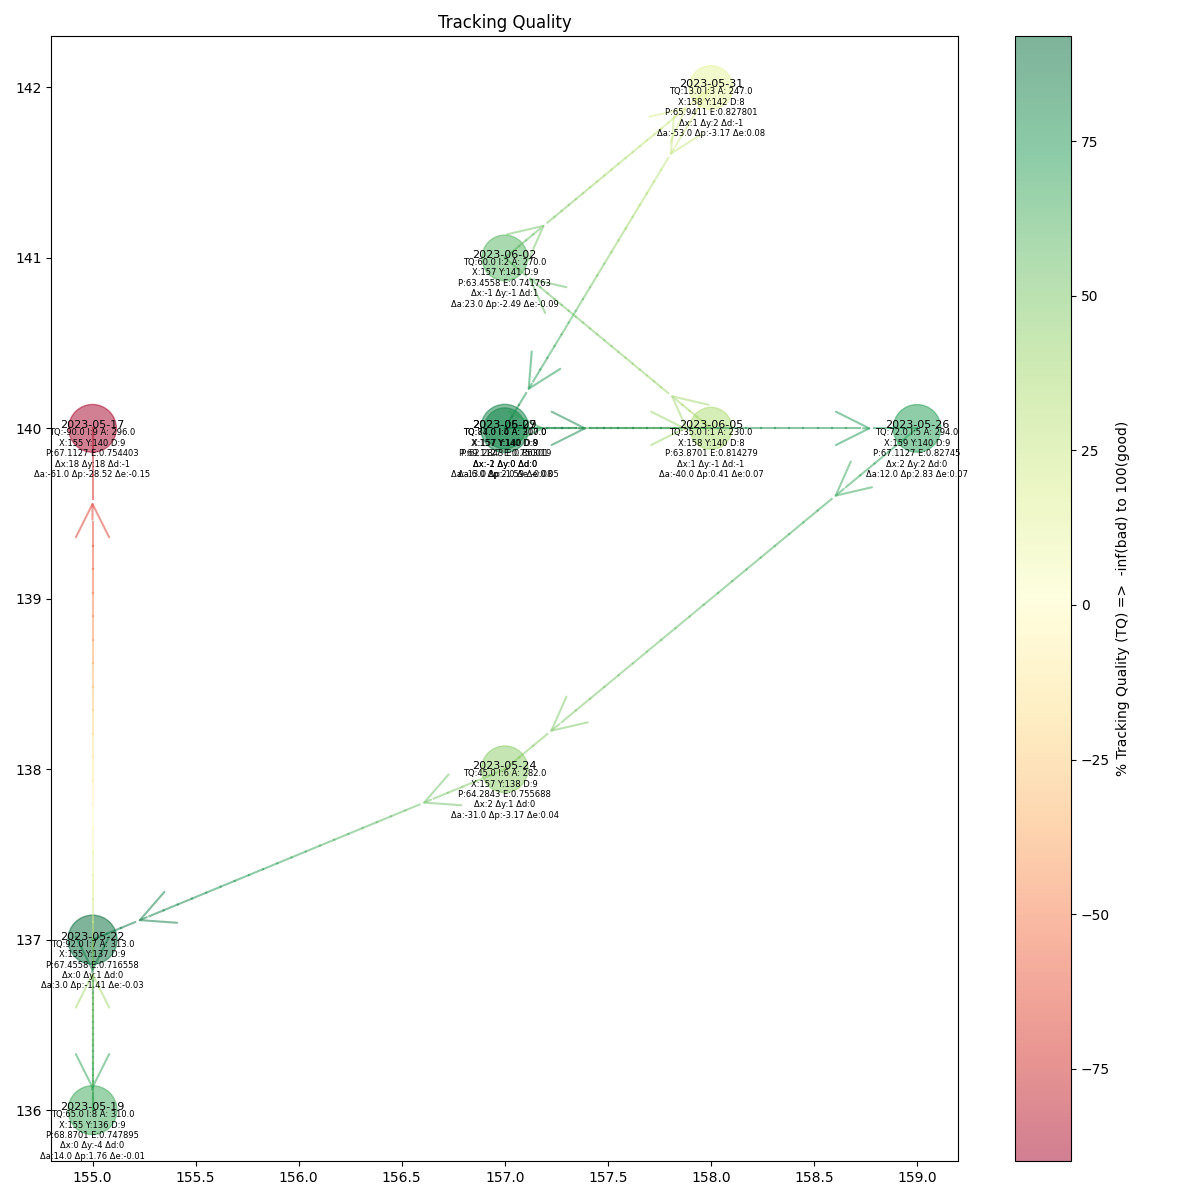 Tracking Quality
142
141
140
139
138
137
136
155.0
155.5
156.0
156.5
157.0
157.5
158.0
158.5
159.0
2023-05-31
TQ:13.0 I:3 A: 247.0
X:158 Y:142 D:8
P:65.9411 E:0.827801
Δx:1 Δy:2 Δd:-1
Δa:-53.0 Δp:-3.17 Δe:0.08
2023-06-02
TQ:60.0 I:2 A: 270.0
X:157 Y:141 D:9
P:63.4558 E:0.741763
Δx:-1 Δy:-1 Δd:1
Δa:23.0 Δp:-2.49 Δe:-0.09
2023-05-17
TQ:-90.0 I:9 A: 296.0
X:155 Y:140 D:9
P:67.1127 E:0.754403
Δx:18 Δy:18 Δd:-1
Δa:-61.0 Δp:-28.52 Δe:-0.15
2023-06-05
TQ:35.0 I:1 A: 230.0
X:158 Y:140 D:8
P:63.8701 E:0.814279
Δx:1 Δy:-1 Δd:-1
Δa:-40.0 Δp:0.41 Δe:0.07
2023-05-26
TQ:72.0 I:5 A: 294.0
X:159 Y:140 D:9
P:67.1127 E:0.82745
Δx:2 Δy:2 Δd:0
Δa:12.0 Δp:2.83 Δe:0.07
2023-05-24
TQ:45.0 I:6 A: 282.0
X:157 Y:138 D:9
P:64.2843 E:0.755688
Δx:2 Δy:1 Δd:0
Δa:-31.0 Δp:-3.17 Δe:0.04
2023-05-22
TQ:92.0 I:7 A: 313.0
X:155 Y:137 D:9
P:67.4558 E:0.716558
Δx:0 Δy:1 Δd:0
Δa:3.0 Δp:-1.41 Δe:-0.03
2023-05-19
TQ:65.0 I:8 A: 310.0
X:155 Y:136 D:9
P:68.8701 E:0.747895
Δx:0 Δy:-4 Δd:0
Δa:14.0 Δp:1.76 Δe:-0.01
75
50
25
0
−25
−50
−75
% Tracking Quality (TQ) => -inf(bad) to 100(good)